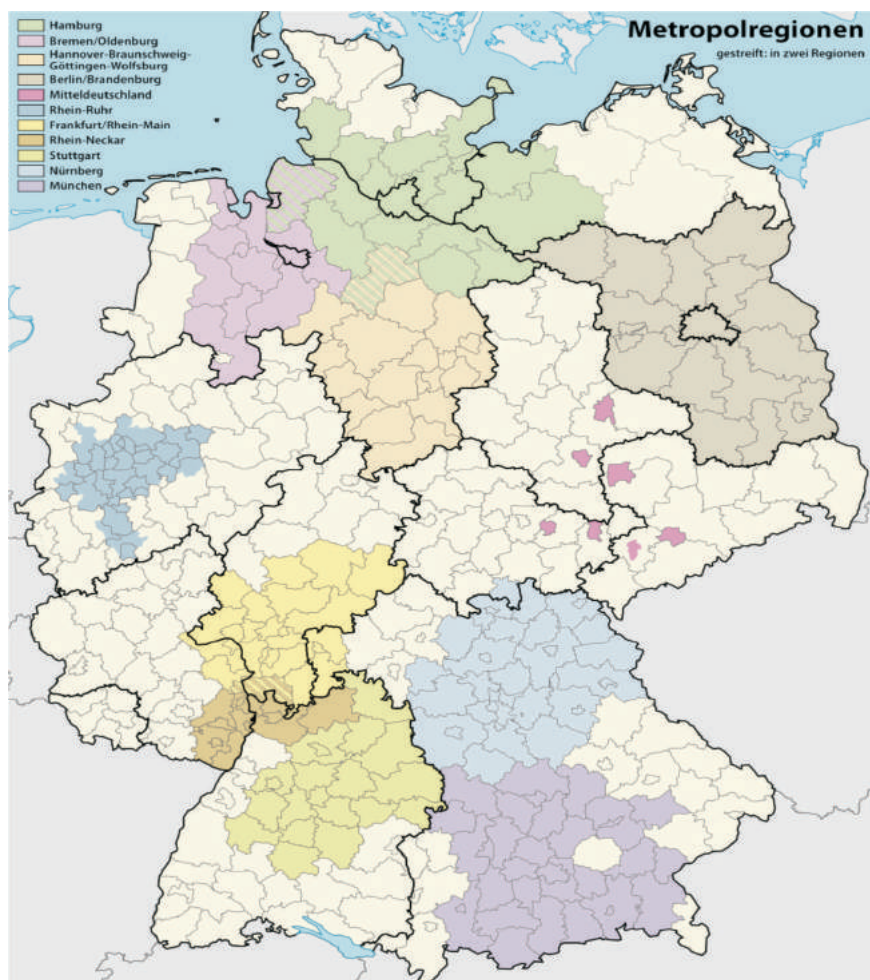 Metropolregionen
gestreift: in zwei Regionen
Hamburg
Bremen/Oldenburg
Hannover-Braunschweig-
Göttingen-Wolfsburg
Berlin/Brandenburg
Mitteldeutschland
Rhein-Ruhr
Frankfurt/Rhein-Main
Rhein-Neckar
Stuttgart
Nürnberg
München